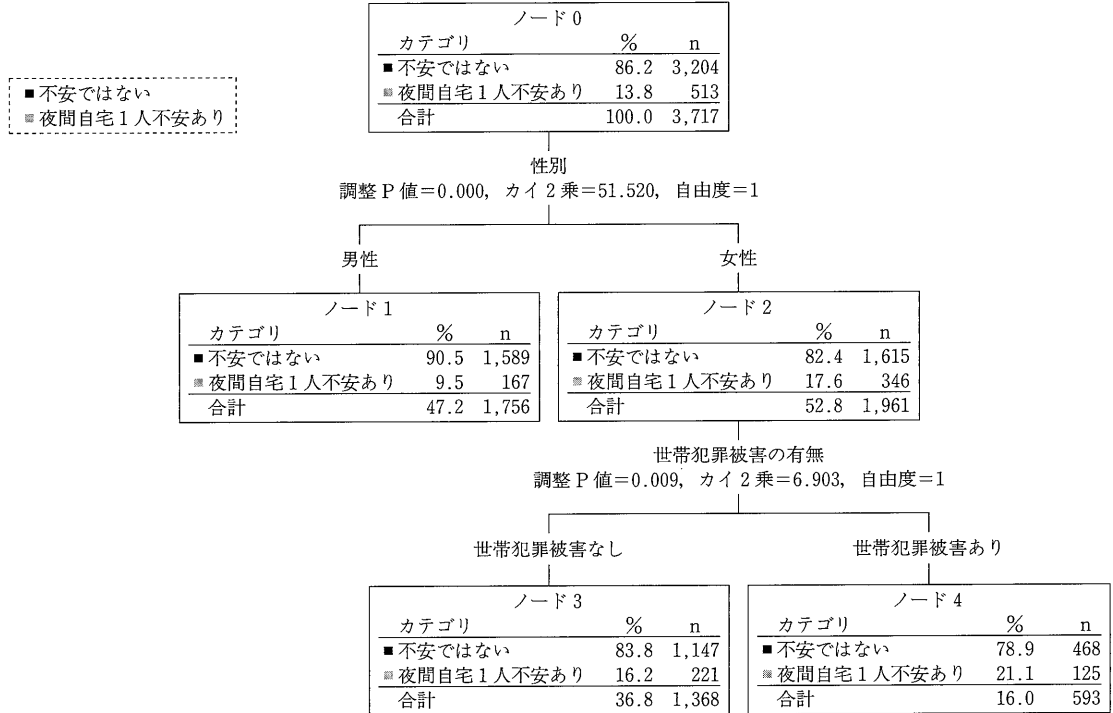 ■不安ではない
■夜間自宅1人不安あり
ノード0
カテゴリ % n
■不安ではない 86.2 3,204
■夜間自宅1人不安あり 13.8 513
合計 100.0 3,717
性別
調整P値=0.000, カイ2乗=51.520, 自由度=1
男性
女性
ノード1
カテゴリ % n
■不安ではない 90.5 1,589
■夜間自宅1人不安あり 9.5 167
合計 47.2 1,756
ノード2
カテゴリ % n
■不安ではない 82.4 1,615
■夜間自宅1人不安あり 17.6 346
合計 52.8 1,961
世帯犯罪被害の有無
調整P値=0.009, カイ2乗=6.903, 自由度=1
世帯犯罪被害なし
世帯犯罪被害あり
ノード3
カテゴリ % n
■不安ではない 83.8 1,147
■夜間自宅1人不安あり 16.2 221
合計 36.8 1,368
ノード4
カテゴリ % n
■不安ではない 78.9 468
■夜間自宅1人不安あり 21.1 125
合計 16.0 593